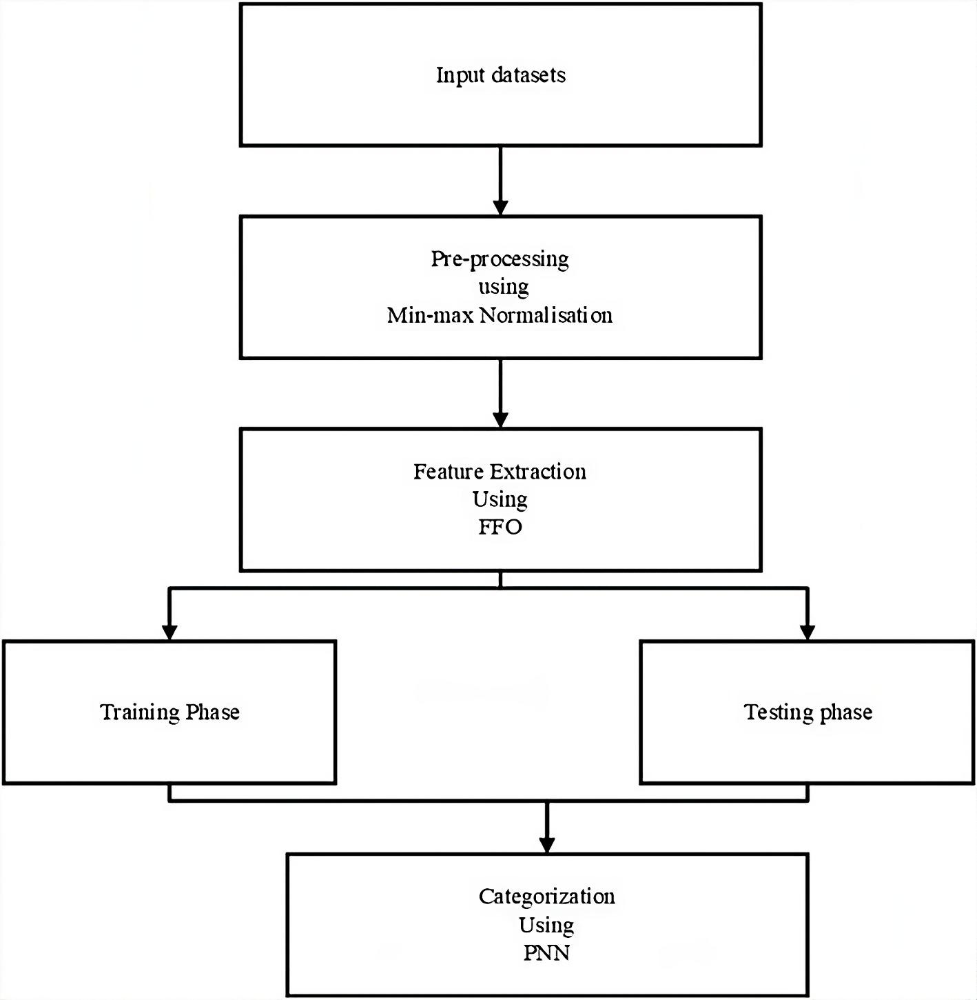 Input datasets
Pre-processing
using
Min-max Normalisation
Feature Extraction
Using
FFO
Training Phase
Testing phase
Categorization
Using
PNN